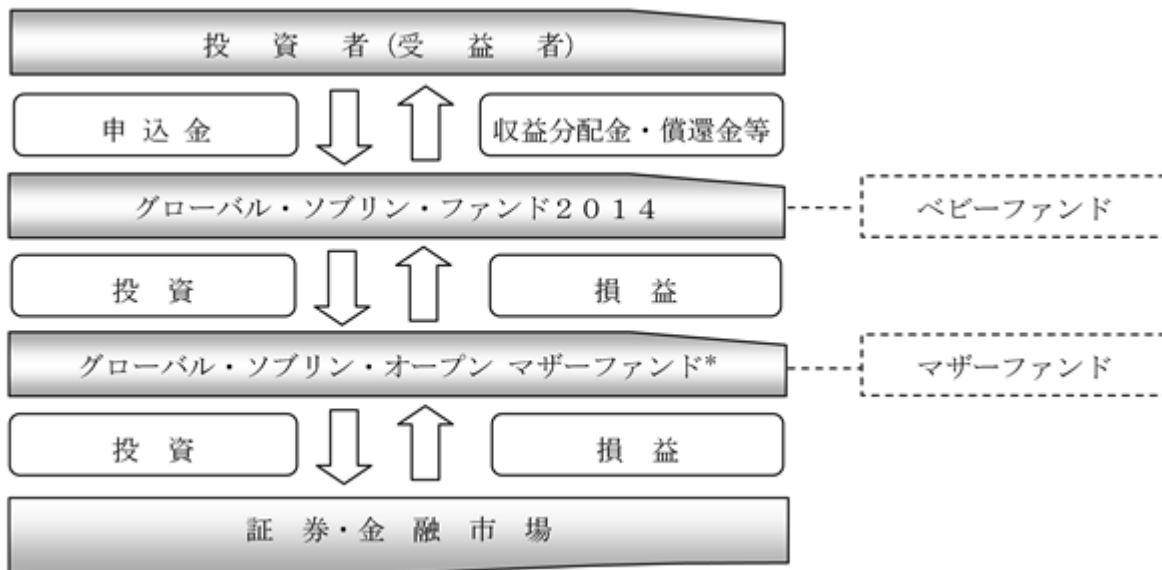 投資者(受益者)
申込金
収益分配金・償還金等
グローバル・ソブリン・ファンド2014
ベビーファンド
投資
損益
グローバル・ソブリン・オープン マザーファンド*
マザーファンド
投資
損益
証券・金融市場